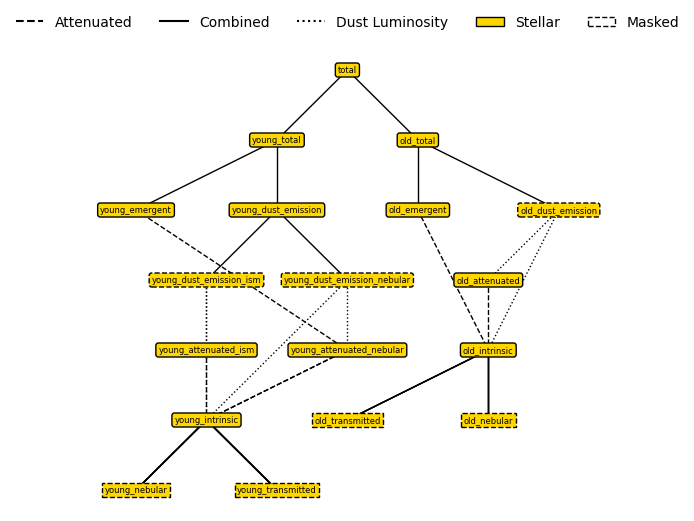 Attenuated Combined Dust Luminosity Stellar Masked
total
young_total old_total
young_emergent young_dust_emission old_emergent old_dust_emission
young_dust_emission_ism young_dust_emission_nebular old_attenuated
young_attenuated_ism young_attenuated_nebular old_intrinsic
young_intrinsic old_transmitted old_nebular
young_nebular young_transmitted